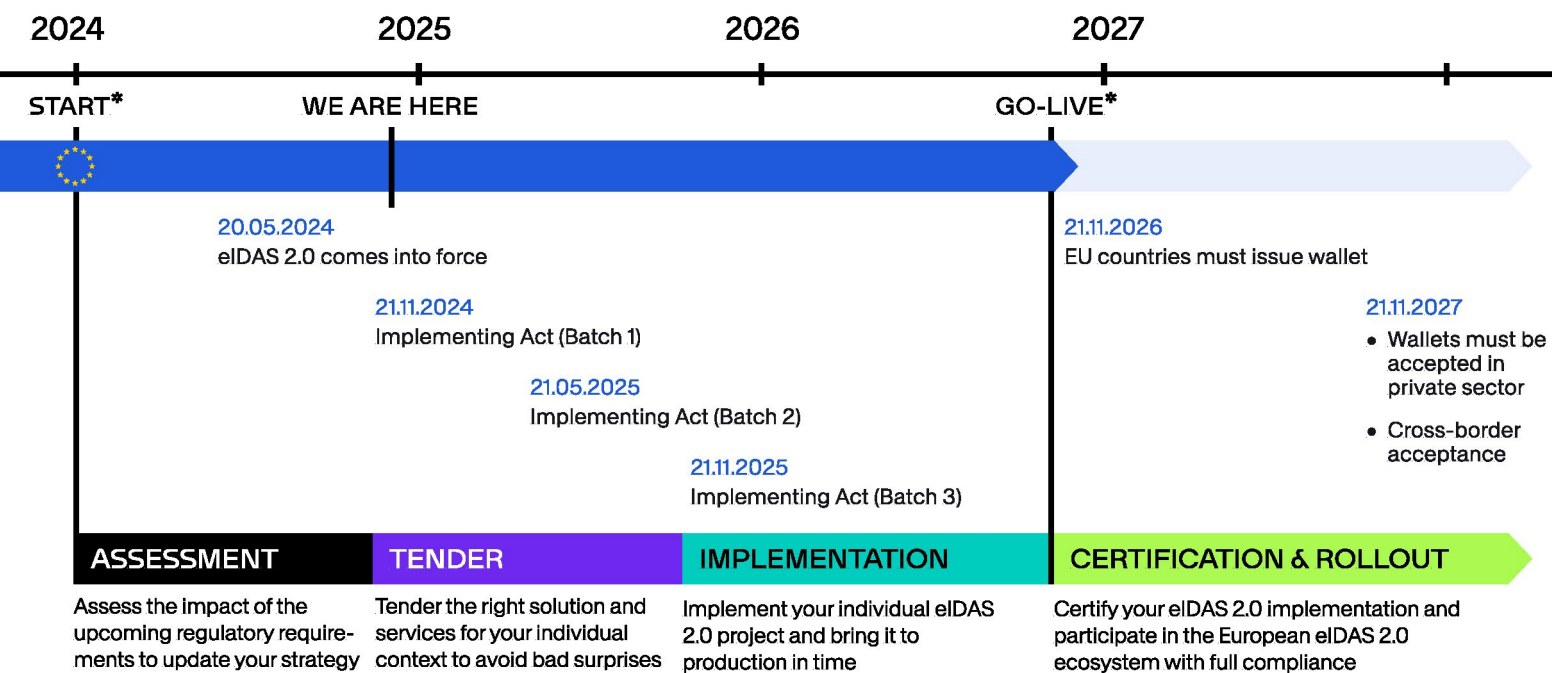 2024
2025
2026
2027
START*
WE ARE HERE
GO-LIVE*
20.05.2024
eIDAS 2.0 comes into force
21.11.2024
Implementing Act (Batch 1)
21.05.2025
Implementing Act (Batch 2)
21.11.2025
Implementing Act (Batch 3)
21.11.2026
EU countries must issue wallet
21.11.2027
• Wallets must be
accepted in
private sector
• Cross-border
acceptance
ASSESSMENT
Assess the impact of the
upcoming regulatory require-
ments to update your strategy
TENDER
Tender the right solution and
services for your individual
context to avoid bad surprises
IMPLEMENTATION
Implement your individual eIDAS
2.0 project and bring it to
production in time
CERTIFICATION & ROLLOUT
Certify your eIDAS 2.0 implementation and
participate in the European eIDAS 2.0
ecosystem with full compliance